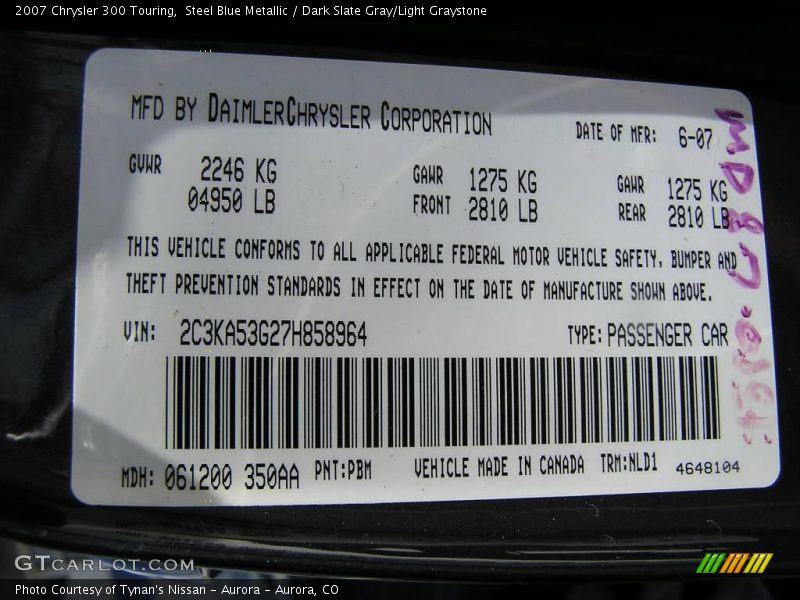 2007 Chrysler 300 Touring, Steel Blue Metallic / Dark Slate Gray/Light Graystone
MFD BY DAIMLERCHRYSLER CORPORATION
DATE OF MFR: 6-07
GVWR 2246 KG GAWR 1275 KG GAWR 1275 KG
04950 LB FRONT 2810 LB REAR 2810 LB
THIS VEHICLE CONFORMS TO ALL APPLICABLE FEDERAL MOTOR VEHICLE SAFETY, BUMPER AND
THEFT PREVENTION STANDARDS IN EFFECT ON THE DATE OF MANUFACTURE SHOWN ABOVE.
VIN: 2C3KA53G27H858964 TYPE: PASSENGER CAR
MDH: 061200 350AA PNT:PBM VEHICLE MADE IN CANADA TRM:NLD1 4648104
GTCARLOT.COM
Photo Courtesy of Tynan's Nissan - Aurora - Aurora, CO